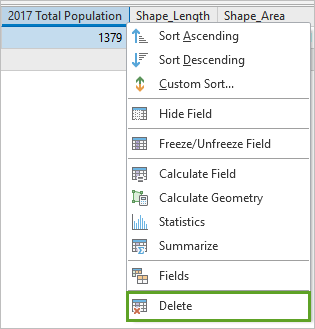 2017 Total Population Shape_Length Shape_Area
1379
Sort Ascending
Sort Descending
Custom Sort...
Hide Field
Freeze/Unfreeze Field
Calculate Field
Calculate Geometry
Statistics
Summarize
Fields
Delete